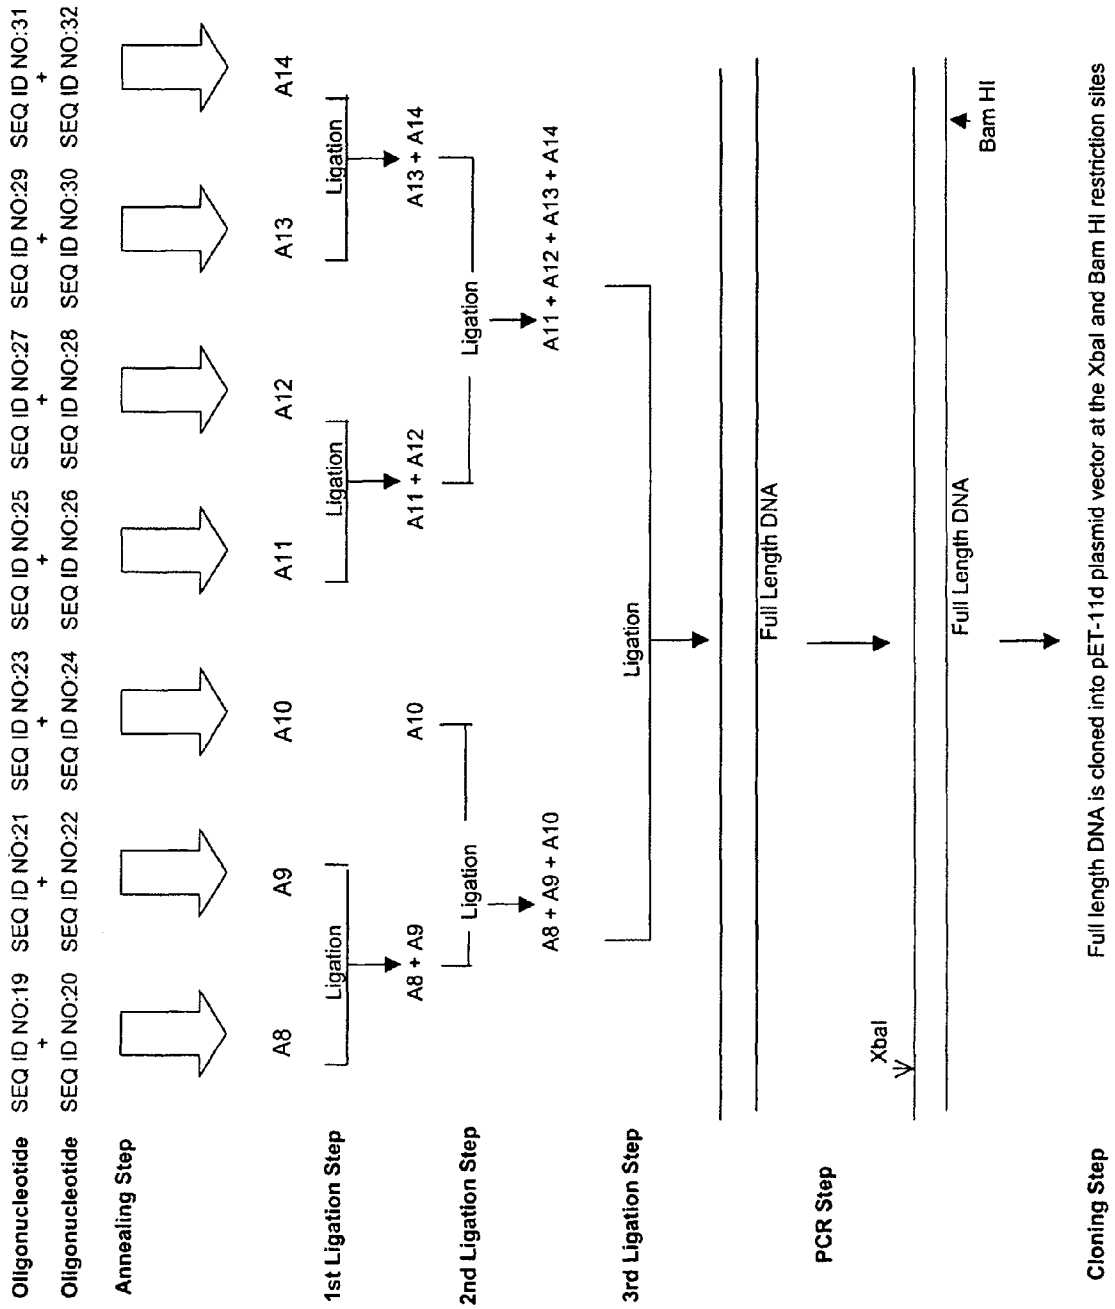 Oligonucleotide SEQ ID NO:19 SEQ ID NO:21 SEQ ID NO:23 SEQ ID NO:25 SEQ ID NO:27 SEQ ID NO:29 SEQ ID NO:31
+ + + + + + +
Oligonucleotide SEQ ID NO:20 SEQ ID NO:22 SEQ ID NO:24 SEQ ID NO:26 SEQ ID NO:28 SEQ ID NO:30 SEQ ID NO:32
Annealing Step
A8 A9 A10 A11 A12 A13 A14
1st Ligation Step Ligation Ligation Ligation
A8 + A9 A10 A11 + A12 A13 + A14
2nd Ligation Step Ligation Ligation
A8 + A9 + A10 A11 + A12 + A13 + A14
3rd Ligation Step Ligation
Full Length DNA
PCR Step
XbaI
Full Length DNA
Bam HI
Cloning Step Full length DNA is cloned into pET-11d plasmid vector at the XbaI and Bam HI restriction sites